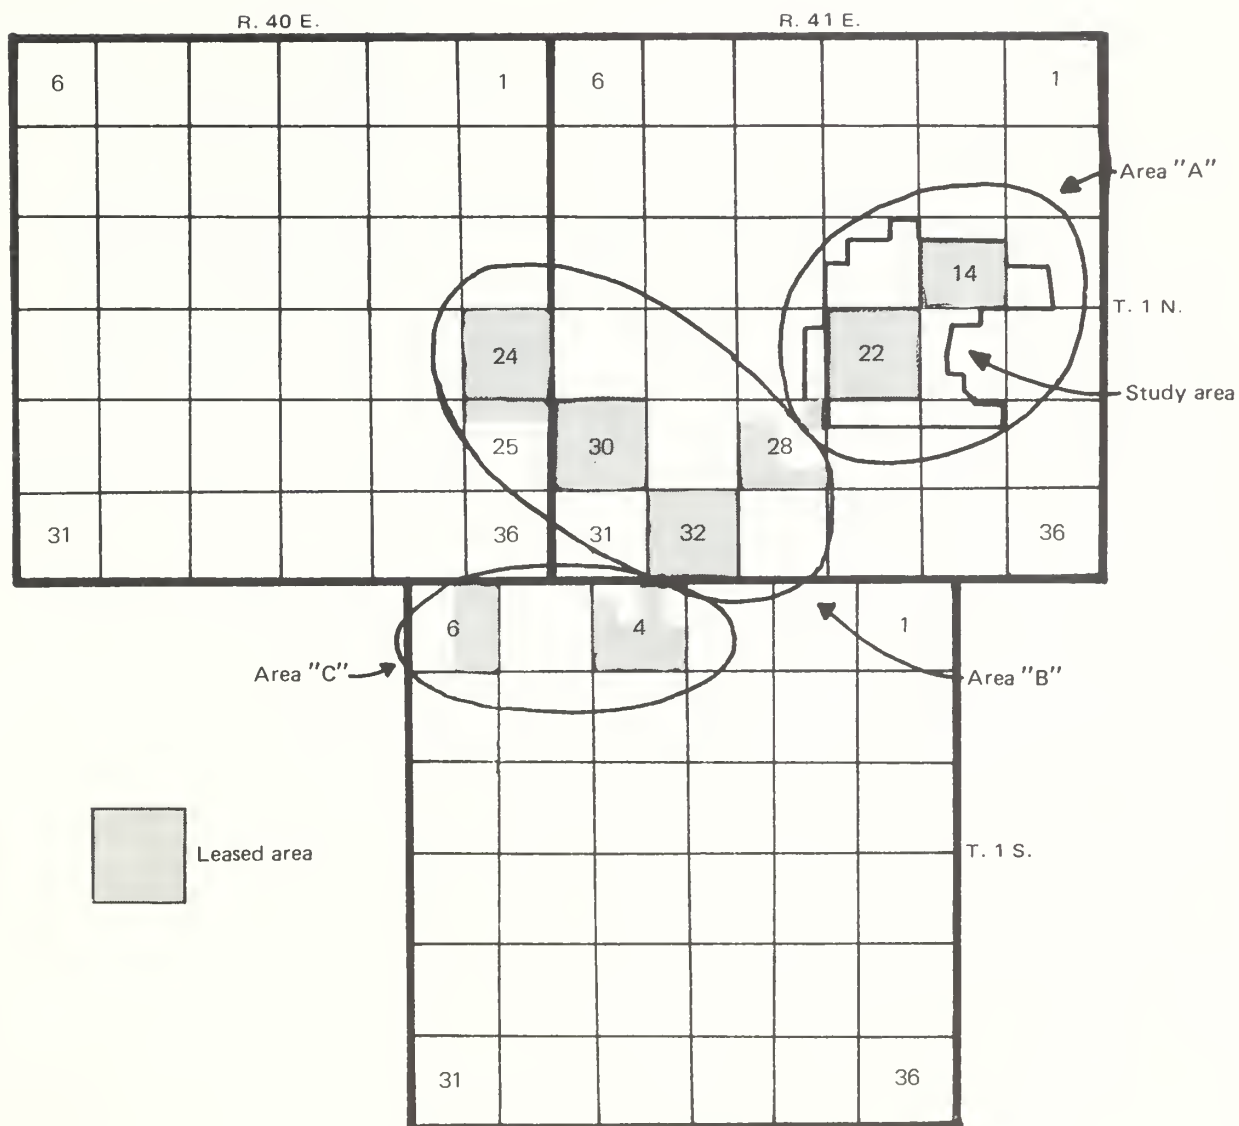 R. 40 E.
R. 41 E.
6
1
6
1
Area "A"
14
T. 1 N.
24
22
Study area
25
30
28
31
36
31
32
36
6
4
1
Area "C"
Area "B"
Leased area
T. 1 S.
31
36